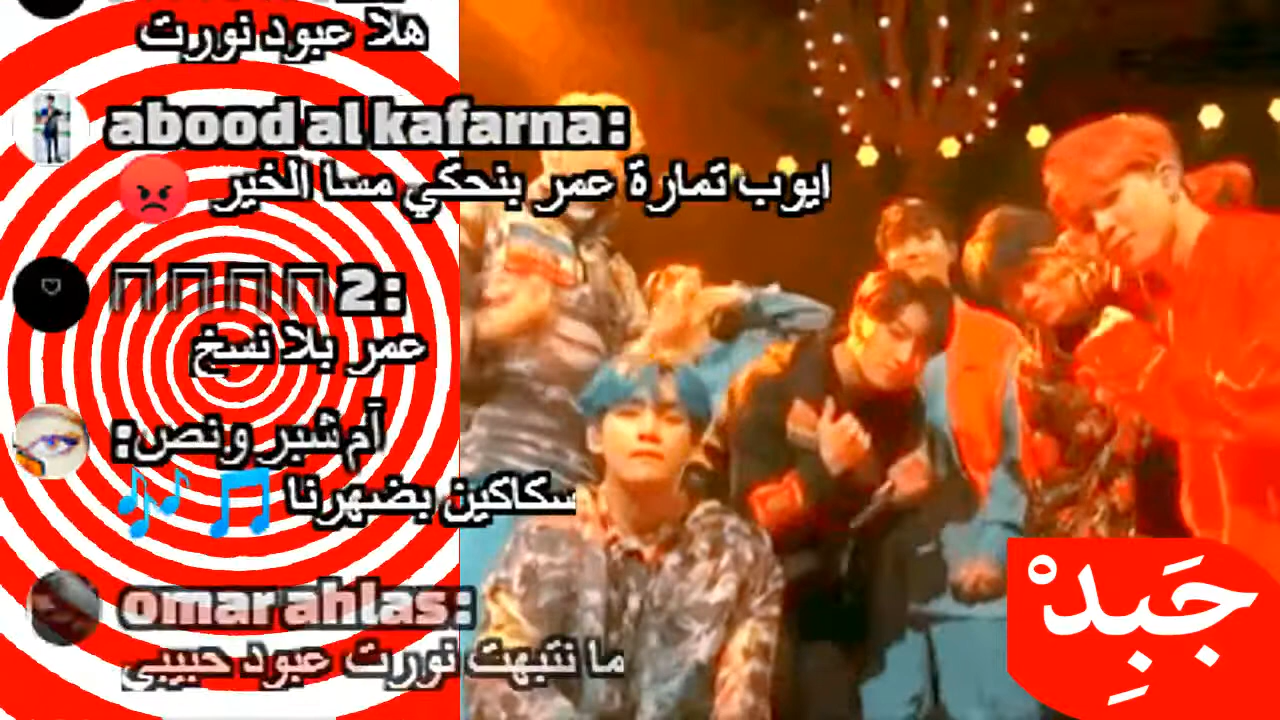 هلا عبود نورت
abood al kafarna:
ايوب تمارة عمر بنحكي مسا الخير 😡
2:
عمر بلا نسخ
آم شبر ونص:
سكاكين بضهرنا 🎵🎶
omar ahlas:
ما نتبهت نورت عبود حبيبي
جَبِدْ